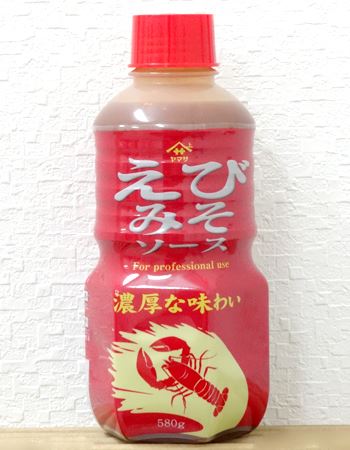 ヤマサ
えび
みそ
ソース
For professional use
濃厚な味わい
580g